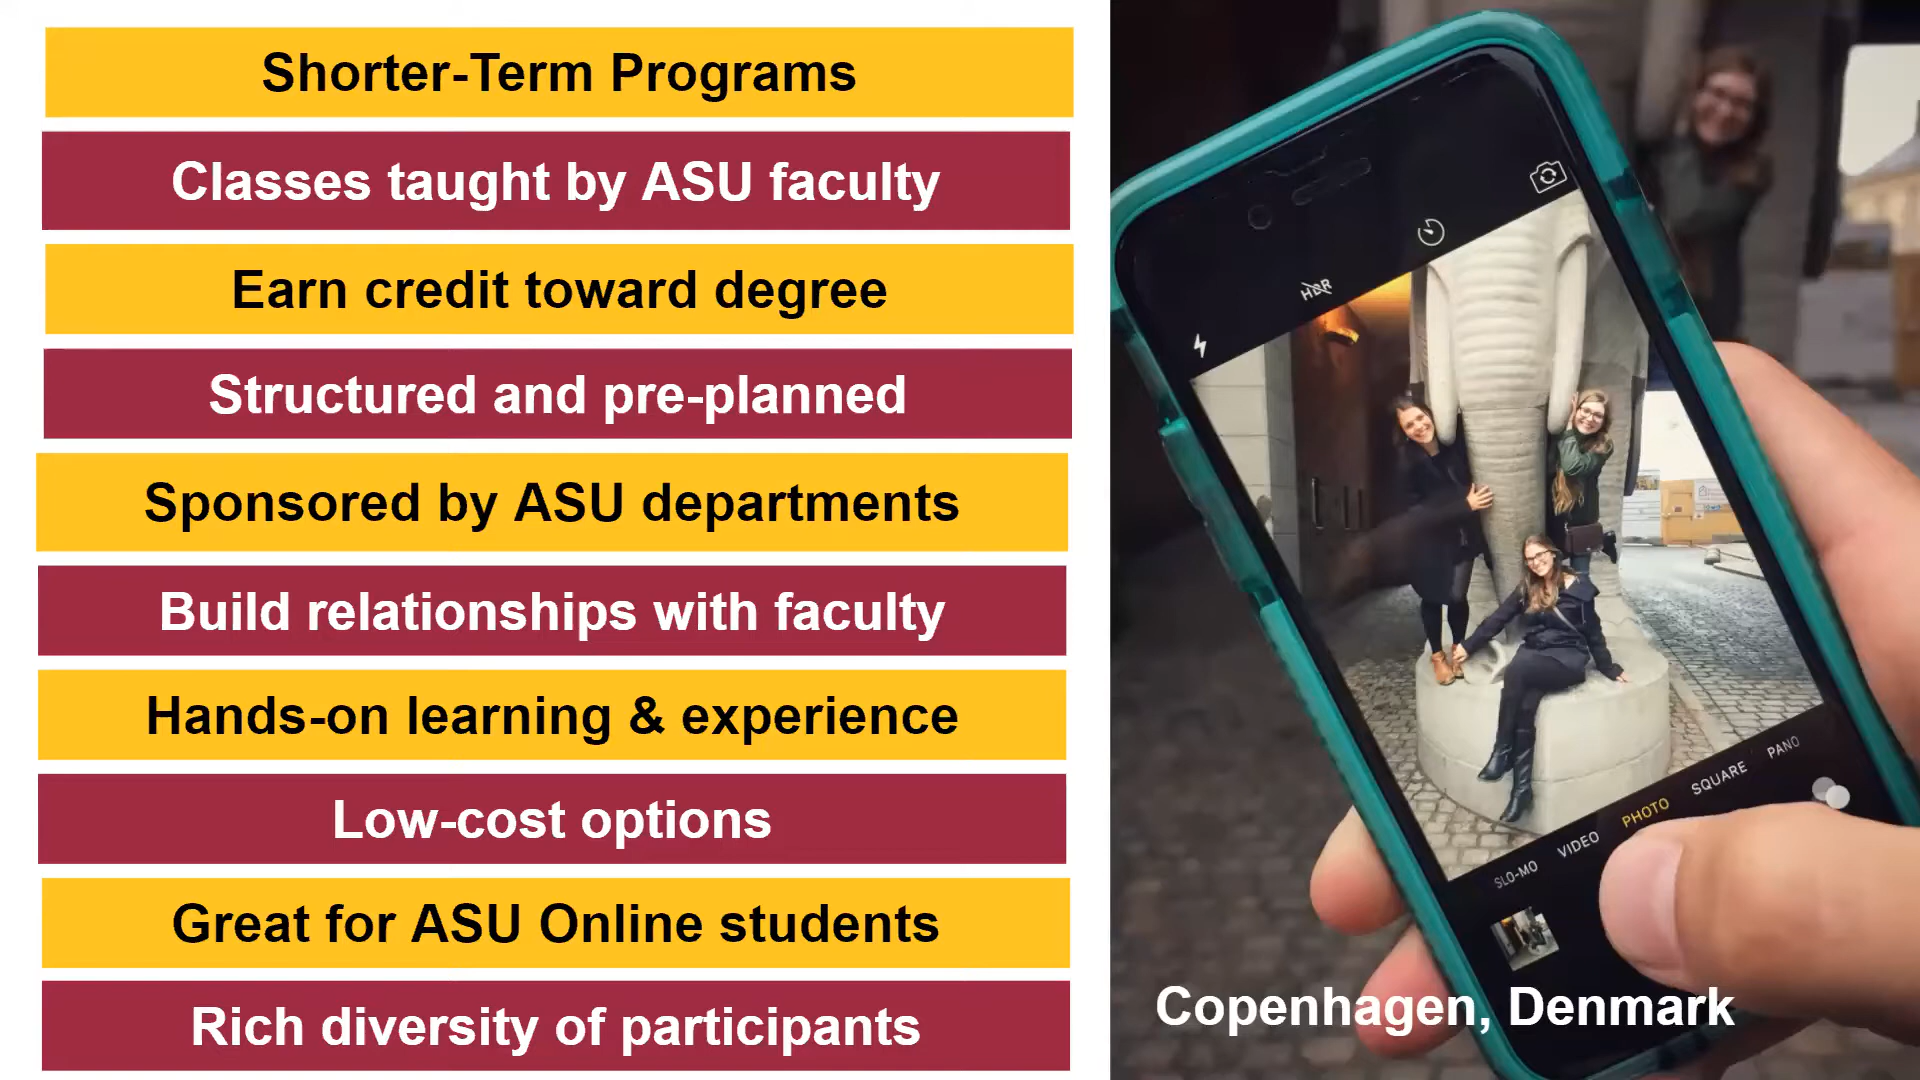 Shorter-Term Programs
Classes taught by ASU faculty
Earn credit toward degree
Structured and pre-planned
Sponsored by ASU departments
Build relationships with faculty
Hands-on learning & experience
Low-cost options
Great for ASU Online students
Rich diversity of participants
HDR
SLO-MO VIDEO PHOTO SQUARE PANO
Copenhagen, Denmark